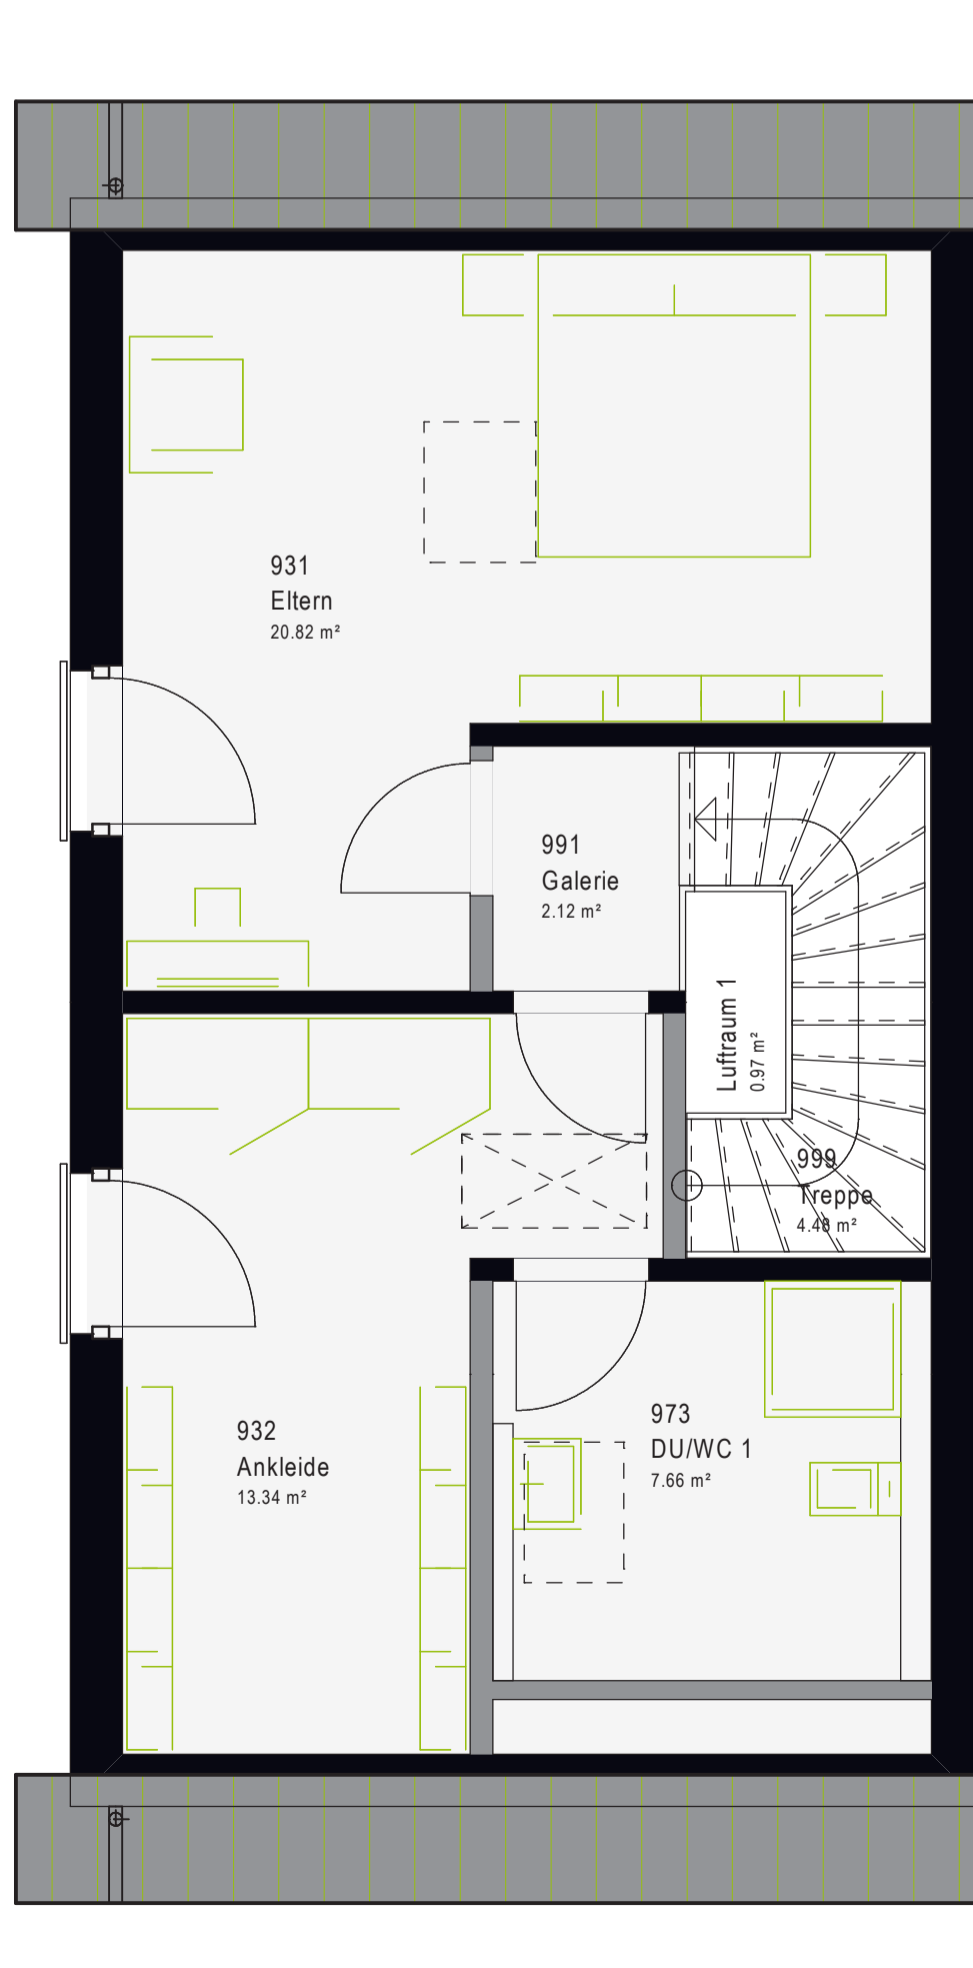 931
Eltern
20.82 m²
991
Galerie
2.12 m²
Luftraum 1
0.97 m²
999
Treppe
4.48 m²
973
DU/WC 1
7.66 m²
932
Ankleide
13.34 m²